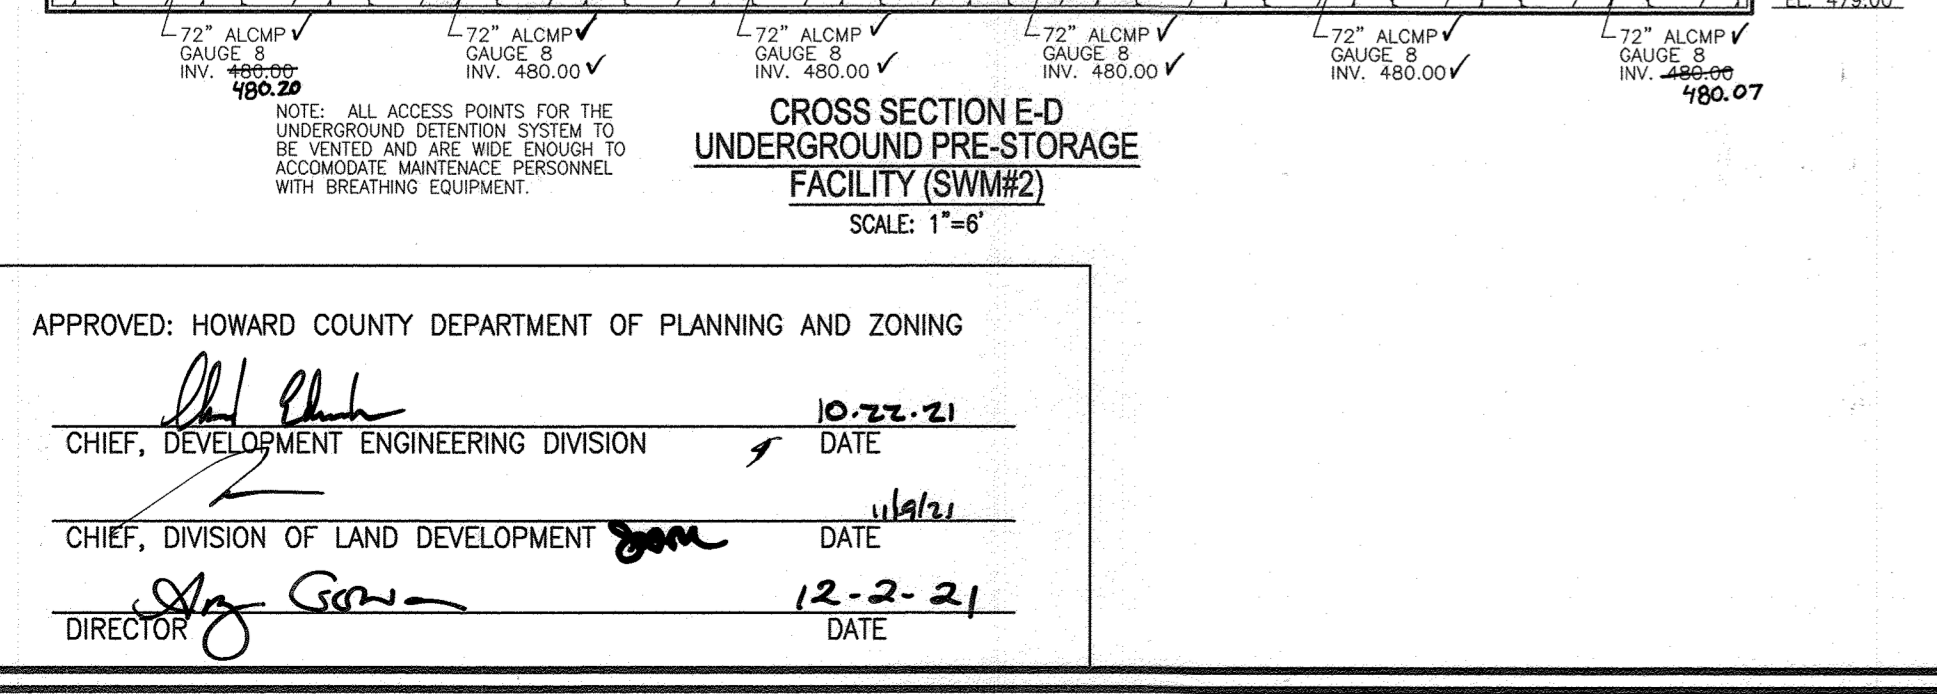 EL. 479.00
72" ALCMP ✓
GAUGE 8
INV. 480.00
480.20
72" ALCMP ✓
GAUGE 8
INV. 480.00 ✓
72" ALCMP ✓
GAUGE 8
INV. 480.00 ✓
72" ALCMP ✓
GAUGE 8
INV. 480.00 ✓
72" ALCMP ✓
GAUGE 8
INV. 480.00 ✓
72" ALCMP ✓
GAUGE 8
INV. 480.00
480.07
NOTE: ALL ACCESS POINTS FOR THE
UNDERGROUND DETENTION SYSTEM TO
BE VENTED AND ARE WIDE ENOUGH TO
ACCOMODATE MAINTENACE PERSONNEL
WITH BREATHING EQUIPMENT.
CROSS SECTION E-D
UNDERGROUND PRE-STORAGE
FACILITY (SWM#2)
SCALE: 1"=6'
APPROVED: HOWARD COUNTY DEPARTMENT OF PLANNING AND ZONING
10.22.21
CHIEF, DEVELOPMENT ENGINEERING DIVISION DATE
11/9/21
CHIEF, DIVISION OF LAND DEVELOPMENT DATE
12-2-21
DIRECTOR DATE